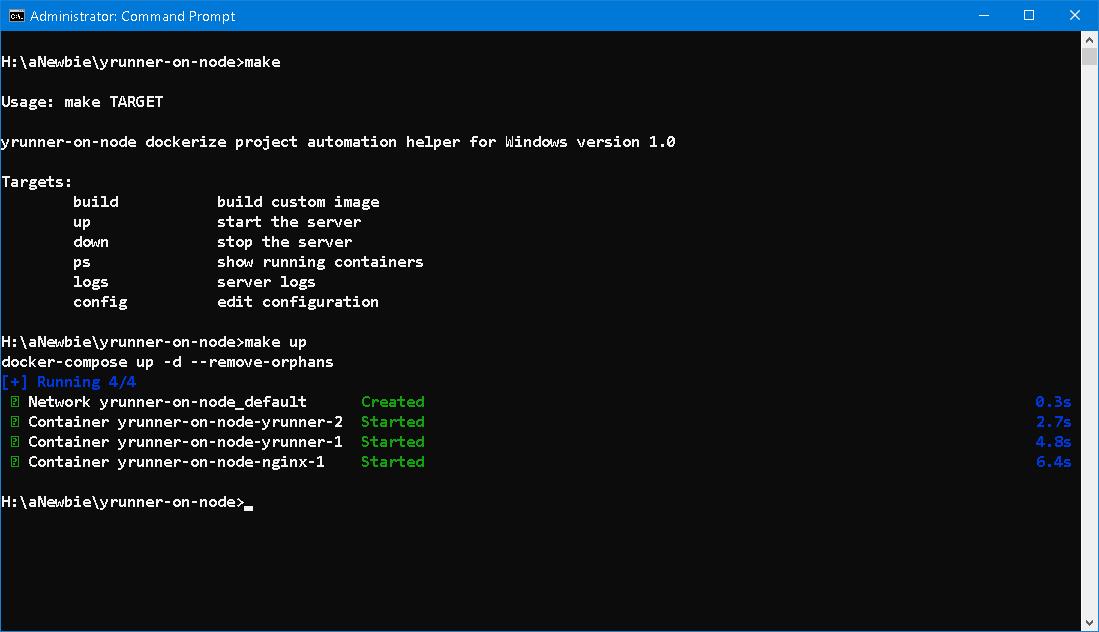 Administrator: Command Prompt
H:\aNewbie\yrunner-on-node>make
Usage: make TARGET
yrunner-on-node dockerize project automation helper for Windows version 1.0
Targets:
build build custom image
up start the server
down stop the server
ps show running containers
logs server logs
config edit configuration
H:\aNewbie\yrunner-on-node>make up
docker-compose up -d --remove-orphans
[+] Running 4/4
Network yrunner-on-node_default Created 0.3s
Container yrunner-on-node-yrunner-2 Started 2.7s
Container yrunner-on-node-yrunner-1 Started 4.8s
Container yrunner-on-node-nginx-1 Started 6.4s
H:\aNewbie\yrunner-on-node>